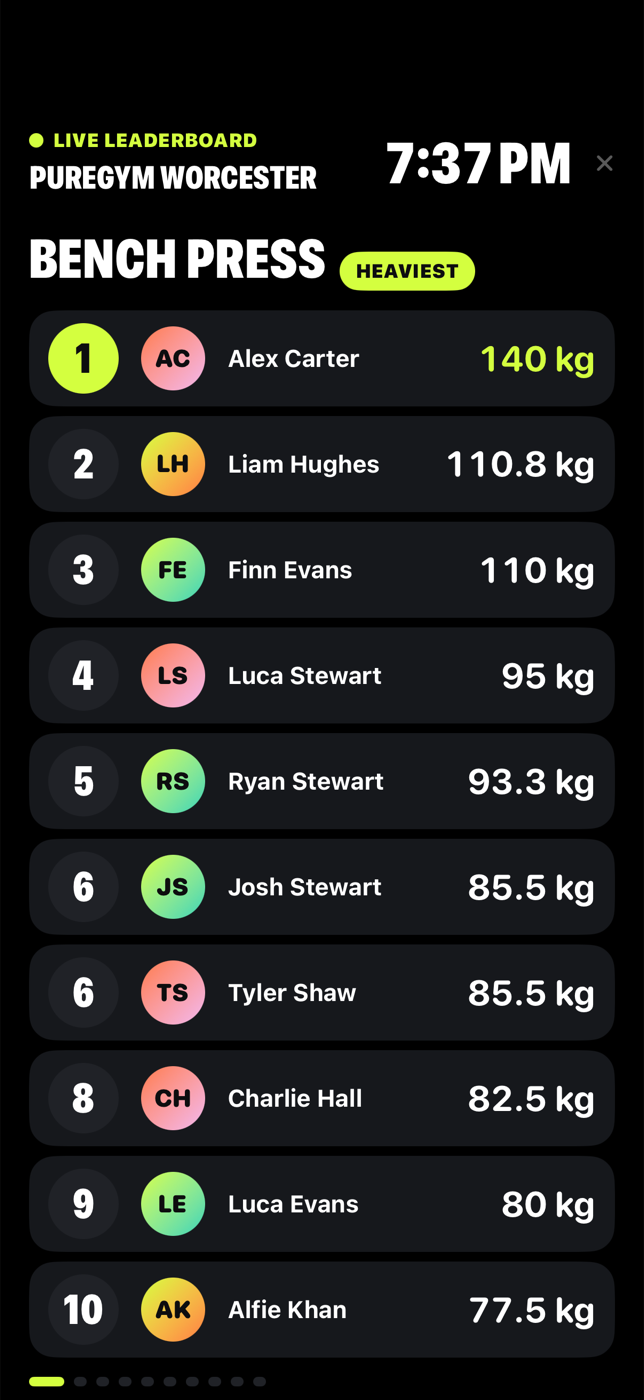 LIVE LEADERBOARD
PUREGYM WORCESTER
7:37 PM
BENCH PRESS HEAVIEST
1 AC Alex Carter 140 kg
2 LH Liam Hughes 110.8 kg
3 FE Finn Evans 110 kg
4 LS Luca Stewart 95 kg
5 RS Ryan Stewart 93.3 kg
6 JS Josh Stewart 85.5 kg
6 TS Tyler Shaw 85.5 kg
8 CH Charlie Hall 82.5 kg
9 LE Luca Evans 80 kg
10 AK Alfie Khan 77.5 kg